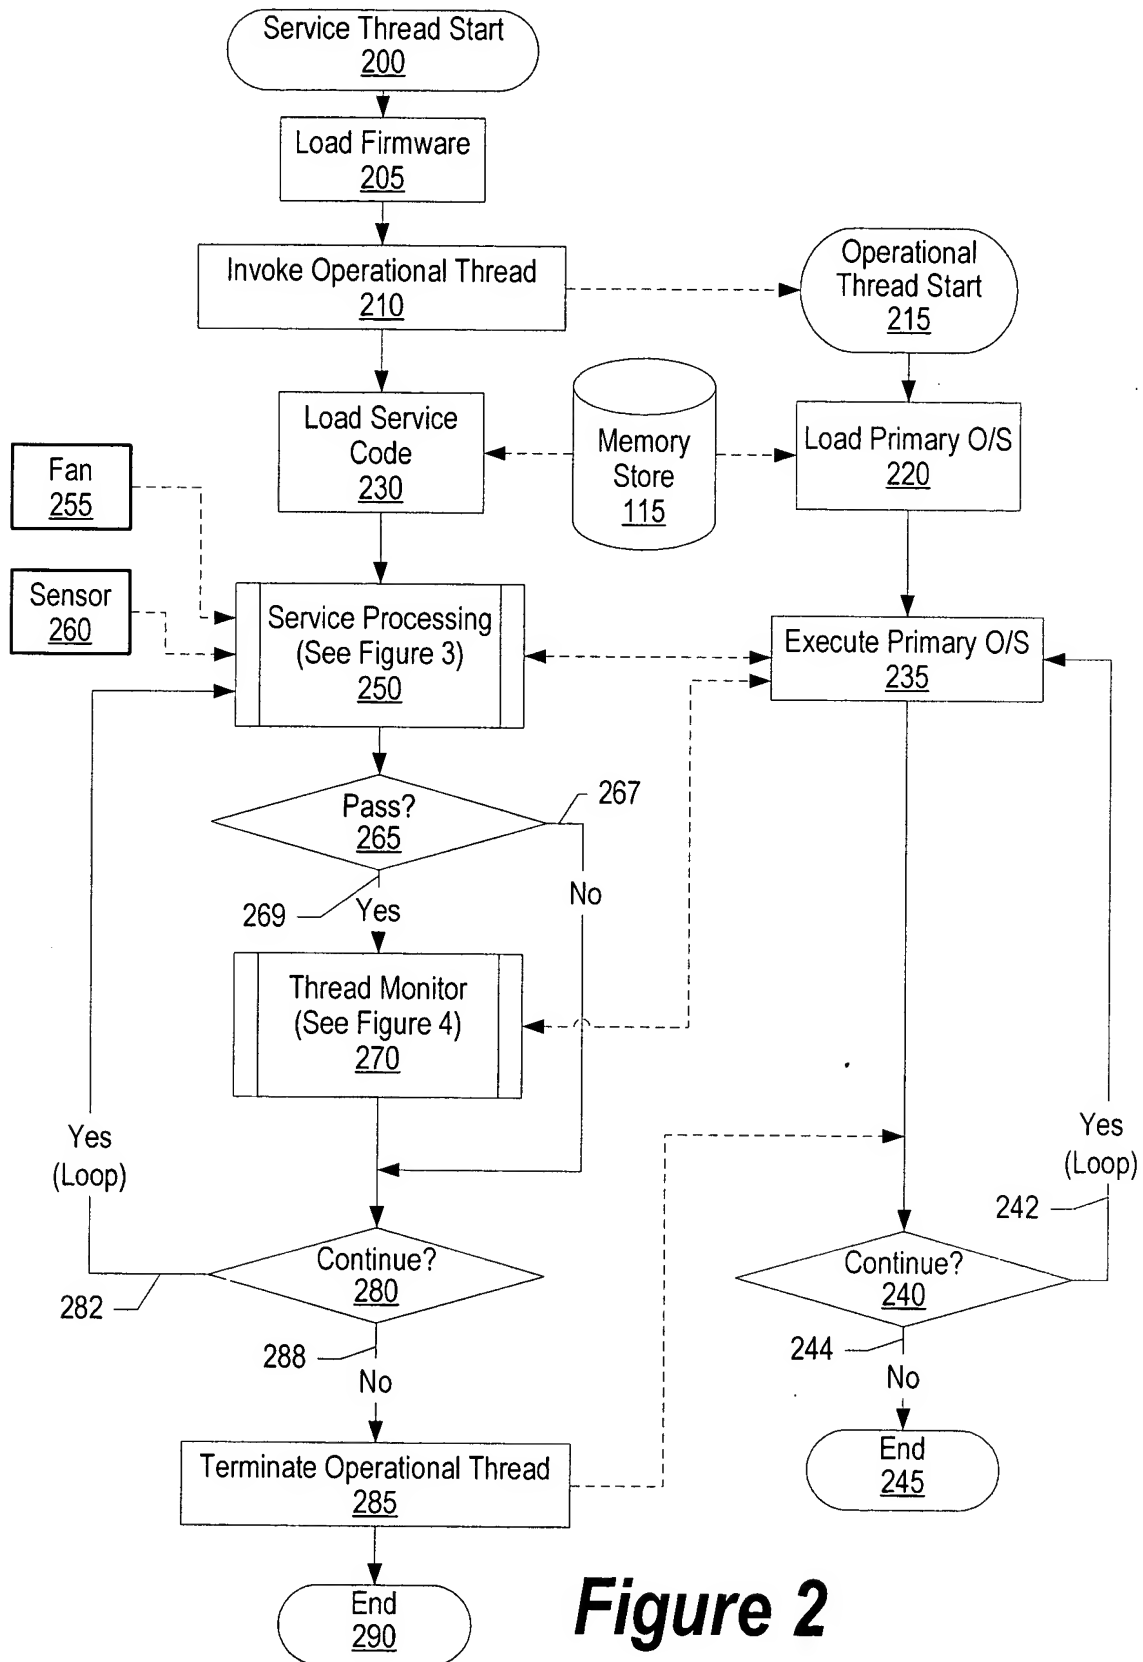 Service Thread Start
200
Load Firmware
205
Invoke Operational Thread
210
Operational
Thread Start
215
Load Service
Code
230
Memory
Store
115
Load Primary O/S
220
Fan
255
Sensor
260
Service Processing
(See Figure 3)
250
Execute Primary O/S
235
Pass?
265
267
269
Yes
No
Thread Monitor
(See Figure 4)
270
Yes
(Loop)
Yes
(Loop)
242
Continue?
280
282
288
No
Continue?
240
244
No
Terminate Operational Thread
285
End
245
End
290
Figure 2